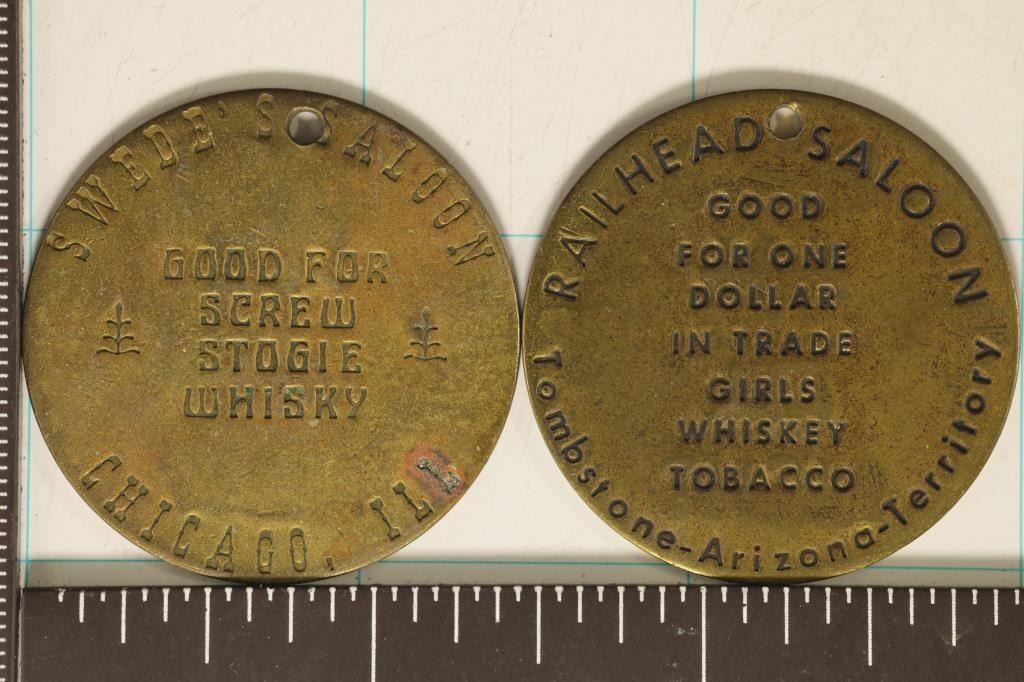 SWEDE'S SALOON
GOOD FOR
SCREW
STOGIE
WHISKY
CHICAGO, ILL
RAILHEAD SALOON
GOOD
FOR ONE
DOLLAR
IN TRADE
GIRLS
WHISKEY
TOBACCO
Tombstone-Arizona-Territory